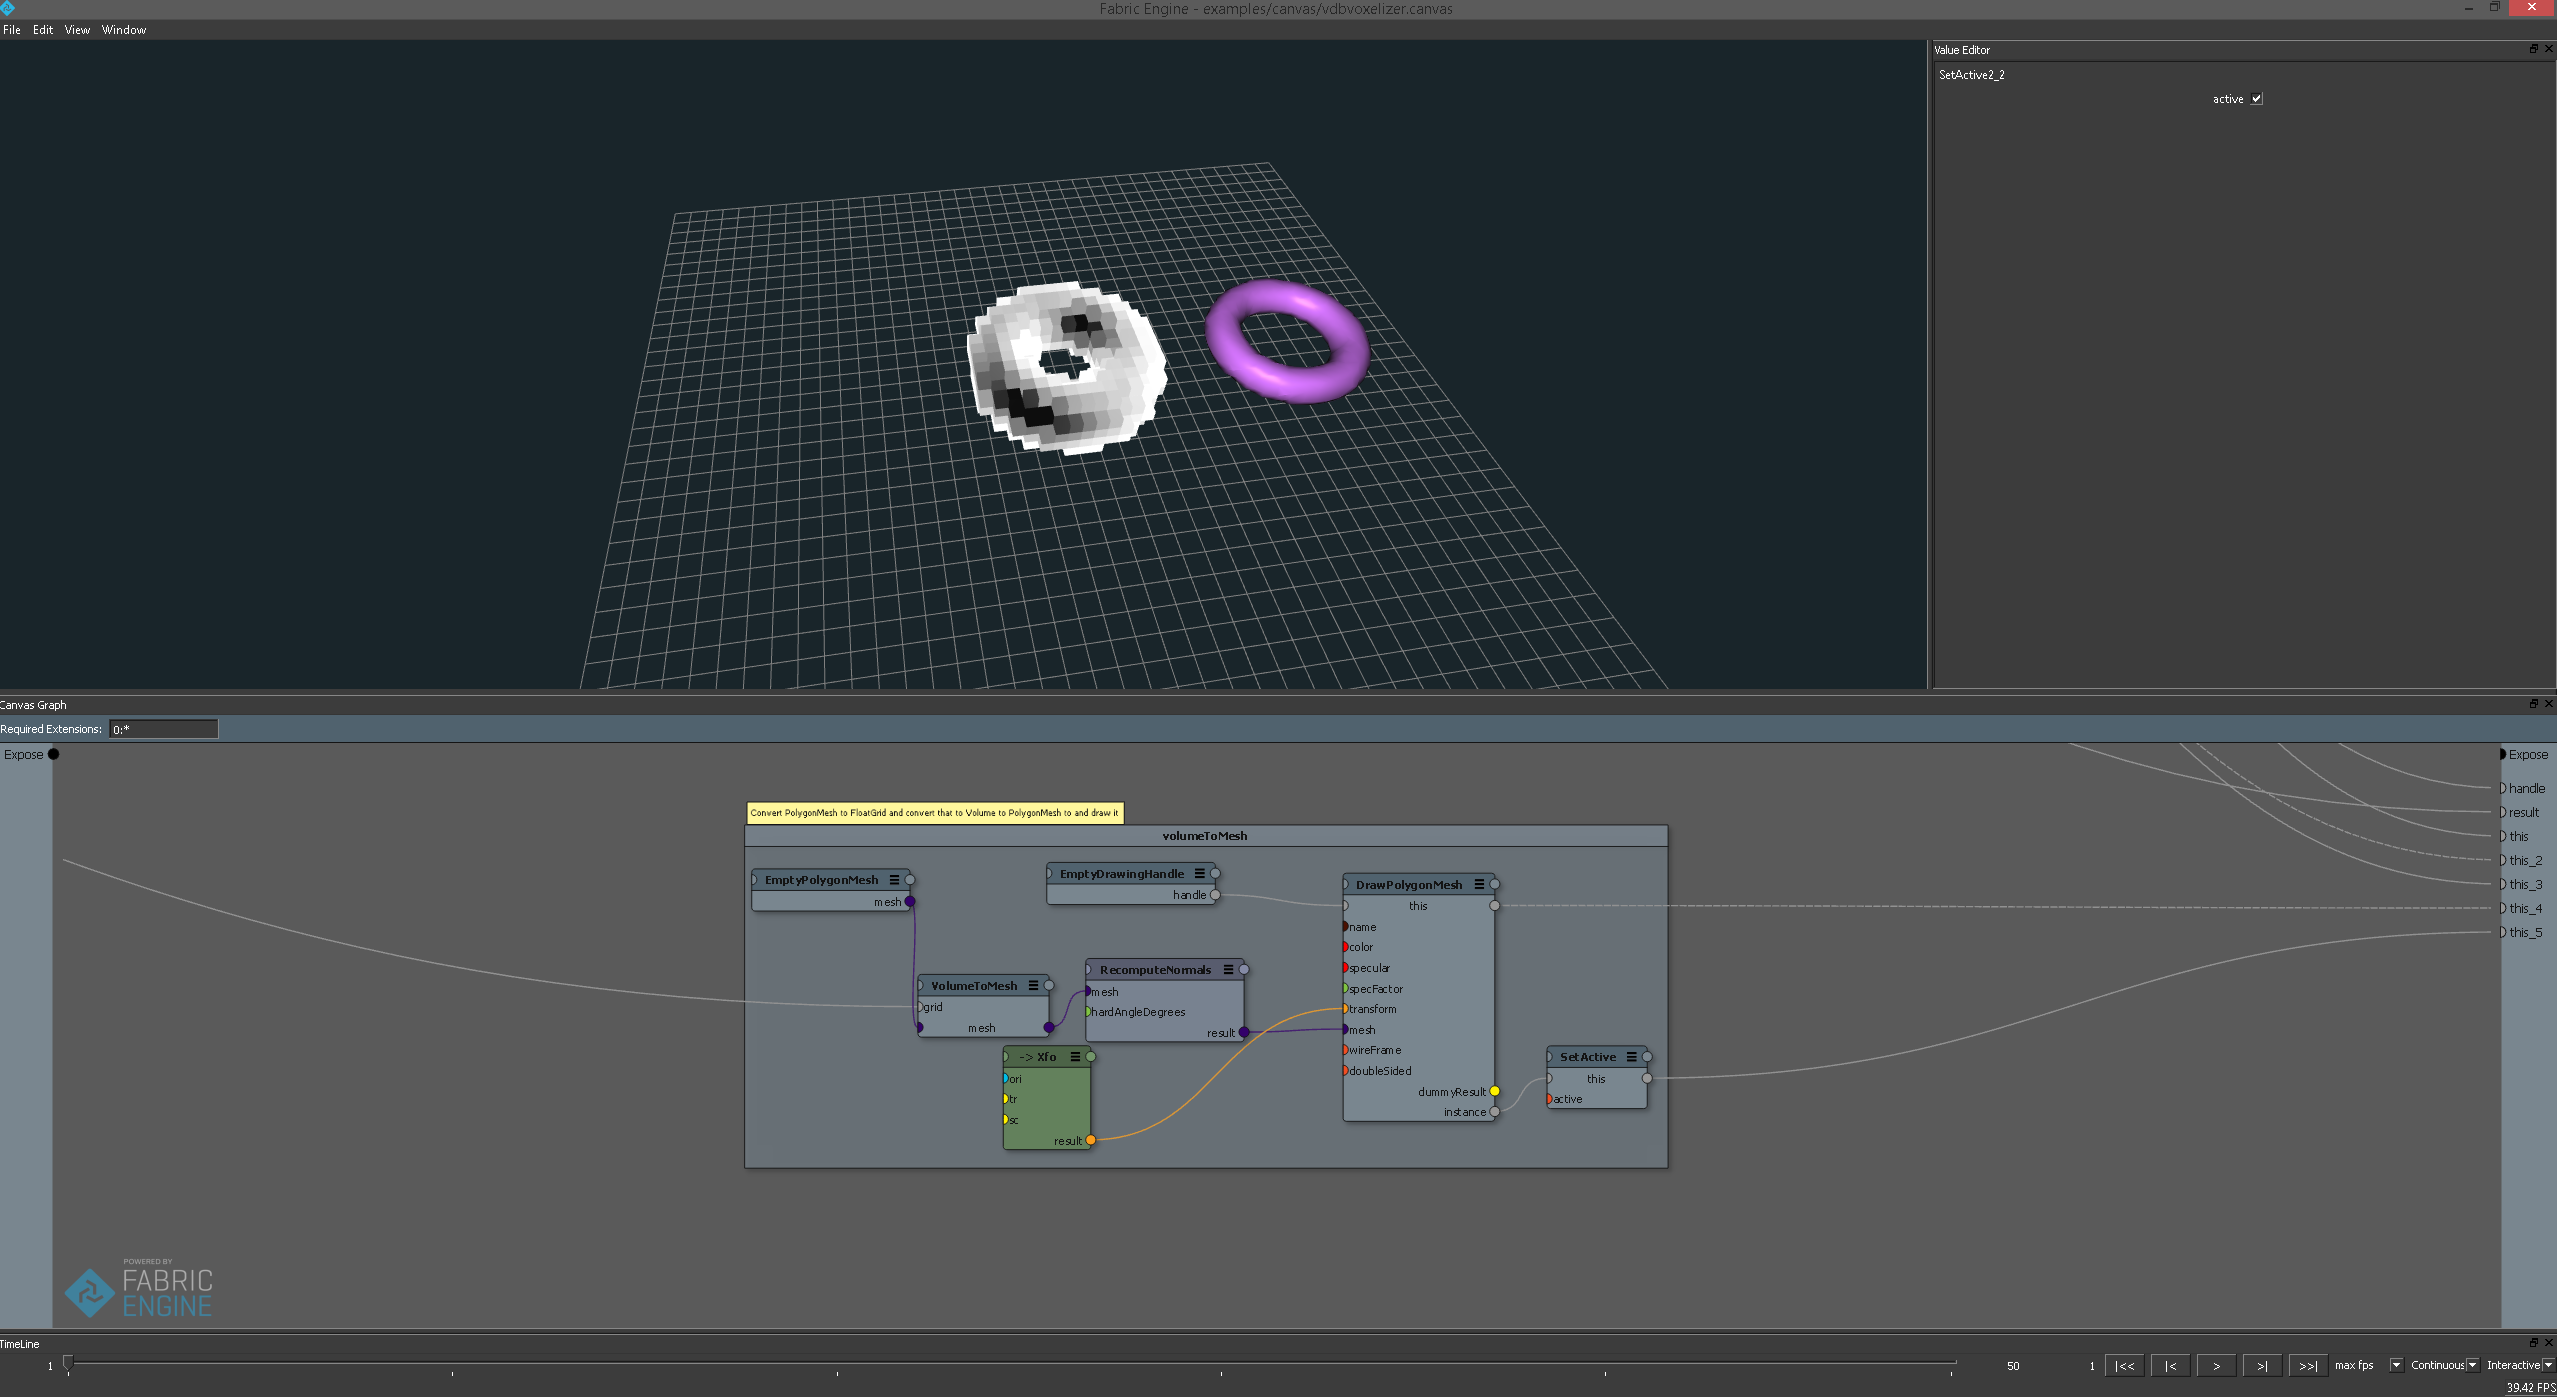 Fabric Engine - examples/canvas/vdbvoxelizer.canvas
File Edit View Window
Value Editor
SetActive2_2
active
Canvas Graph
Required Extensions: 0:*
Expose
Expose
handle
result
this
this_2
this_3
this_4
this_5
Convert PolygonMesh to FloatGrid and convert that to Volume to PolygonMesh to and draw it
volumeToMesh
EmptyPolygonMesh
mesh
EmptyDrawingHandle
handle
VolumeToMesh
grid
mesh
RecomputeNormals
mesh
hardAngleDegrees
result
-> Xfo
ori
tr
sc
result
DrawPolygonMesh
this
name
color
specular
specFactor
transform
mesh
wireFrame
doubleSided
dummyResult
instance
SetActive
this
active
POWERED BY
FABRIC
ENGINE
TimeLine
1 50 1 |<< |< > >| >>| max fps Continuous Interactive
39.42 FPS